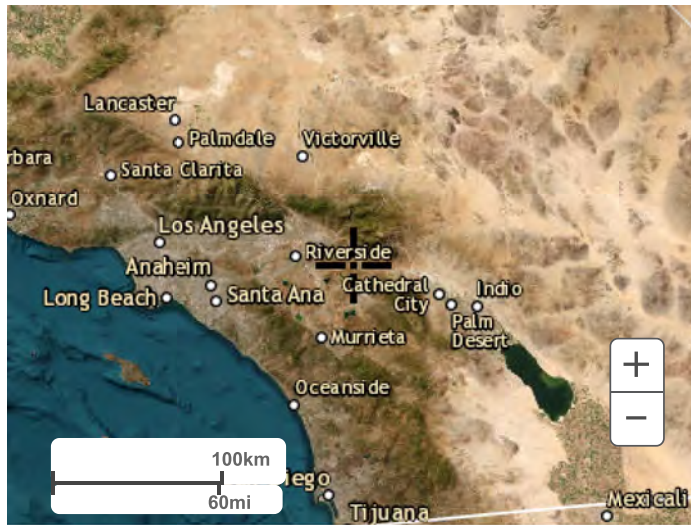 Lancaster
Palmdale
Victorville
rbara
Santa Clarita
Oxnard
Los Angeles
Riverside
Anaheim
Cathedral
City
Indio
Long Beach
Santa Ana
Palm
Desert
Murrieta
+
−
Oceanside
100km
60mi
iego
Tijuana
Mexicali